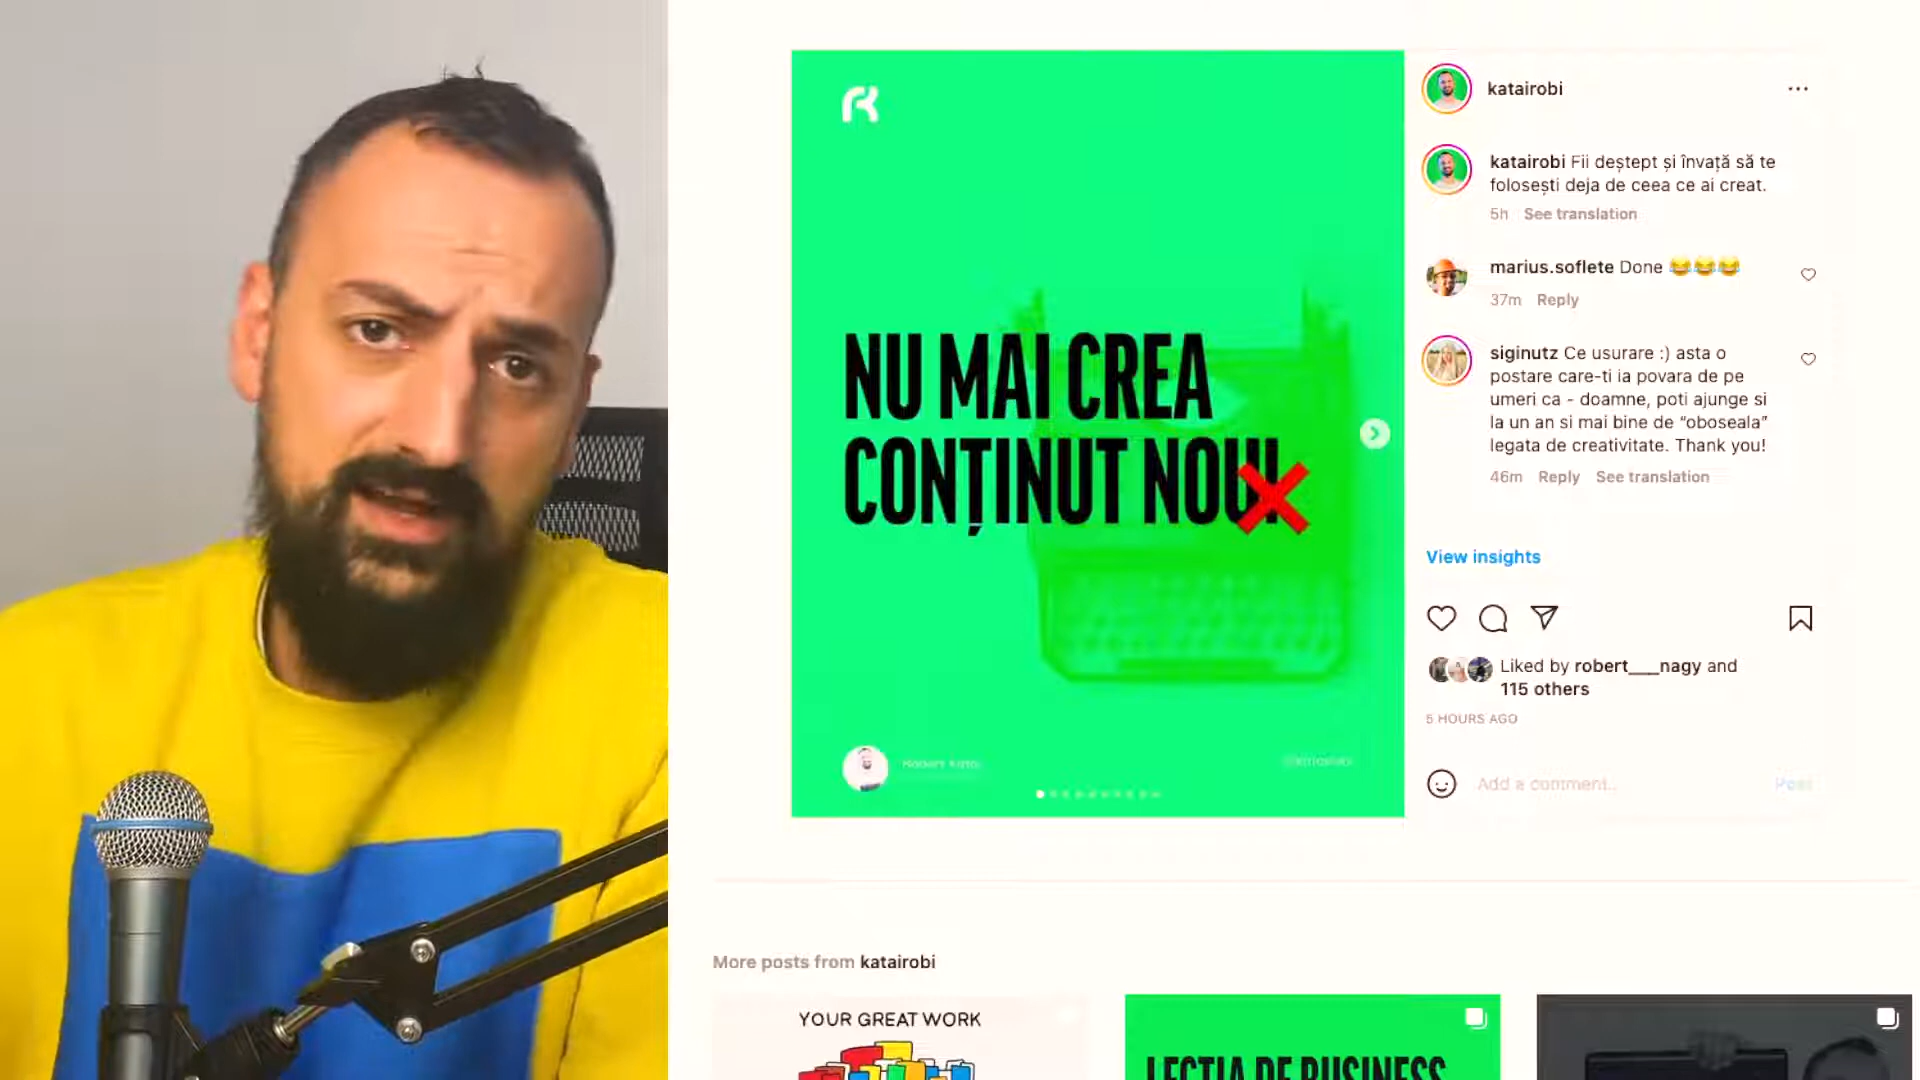 NU MAI CREA
CONȚINUT NOU!
katairobi
katairobi Fii deștept și învață să te
folosești deja de ceea ce ai creat.
5h See translation
marius.soflete Done 😂😂😂
37m Reply
siginutz Ce usurare :) asta o
postare care-ti ia povara de pe
umeri ca - doamne, poti ajunge si
la un an si mai bine de “oboseala”
legata de creativitate. Thank you!
46m Reply See translation
View insights
Liked by robert___nagy and
115 others
5 HOURS AGO
Add a comment...
Post
More posts from katairobi
YOUR GREAT WORK
LECȚIA DE BUSINESS